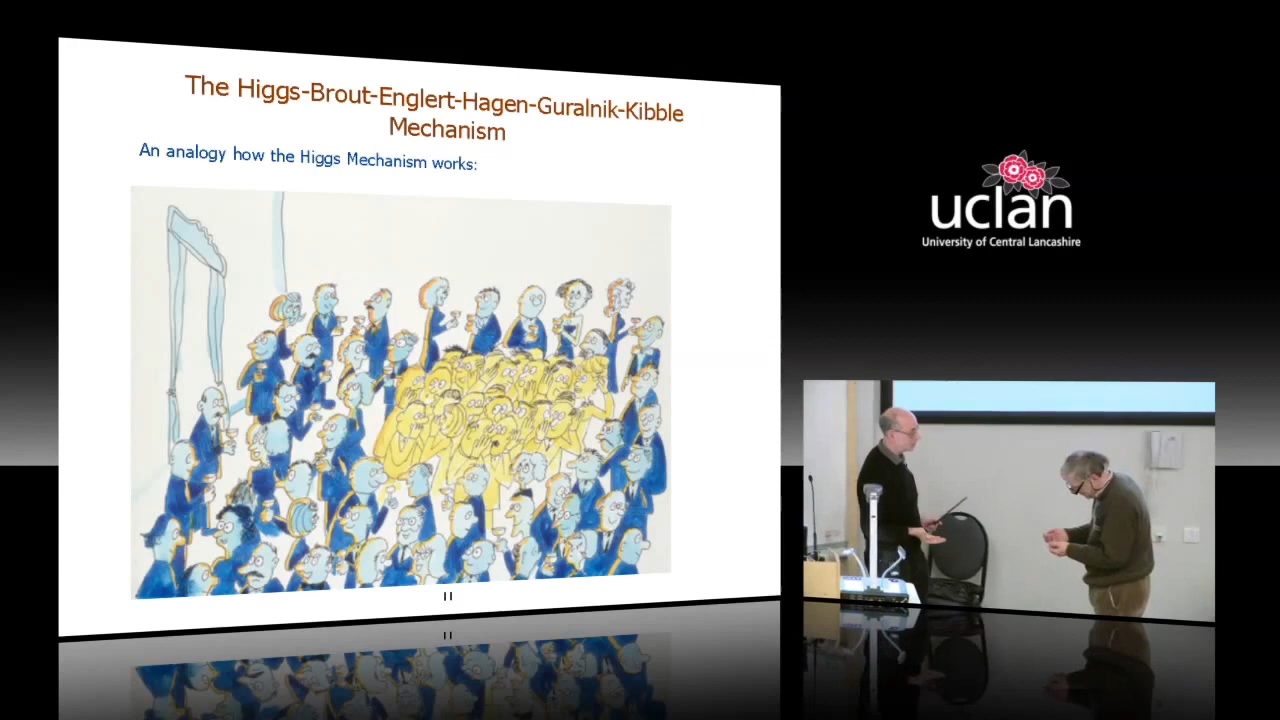 The Higgs-Brout-Englert-Hagen-Guralnik-Kibble
Mechanism
An analogy how the Higgs Mechanism works:
11
uclan
University of Central Lancashire